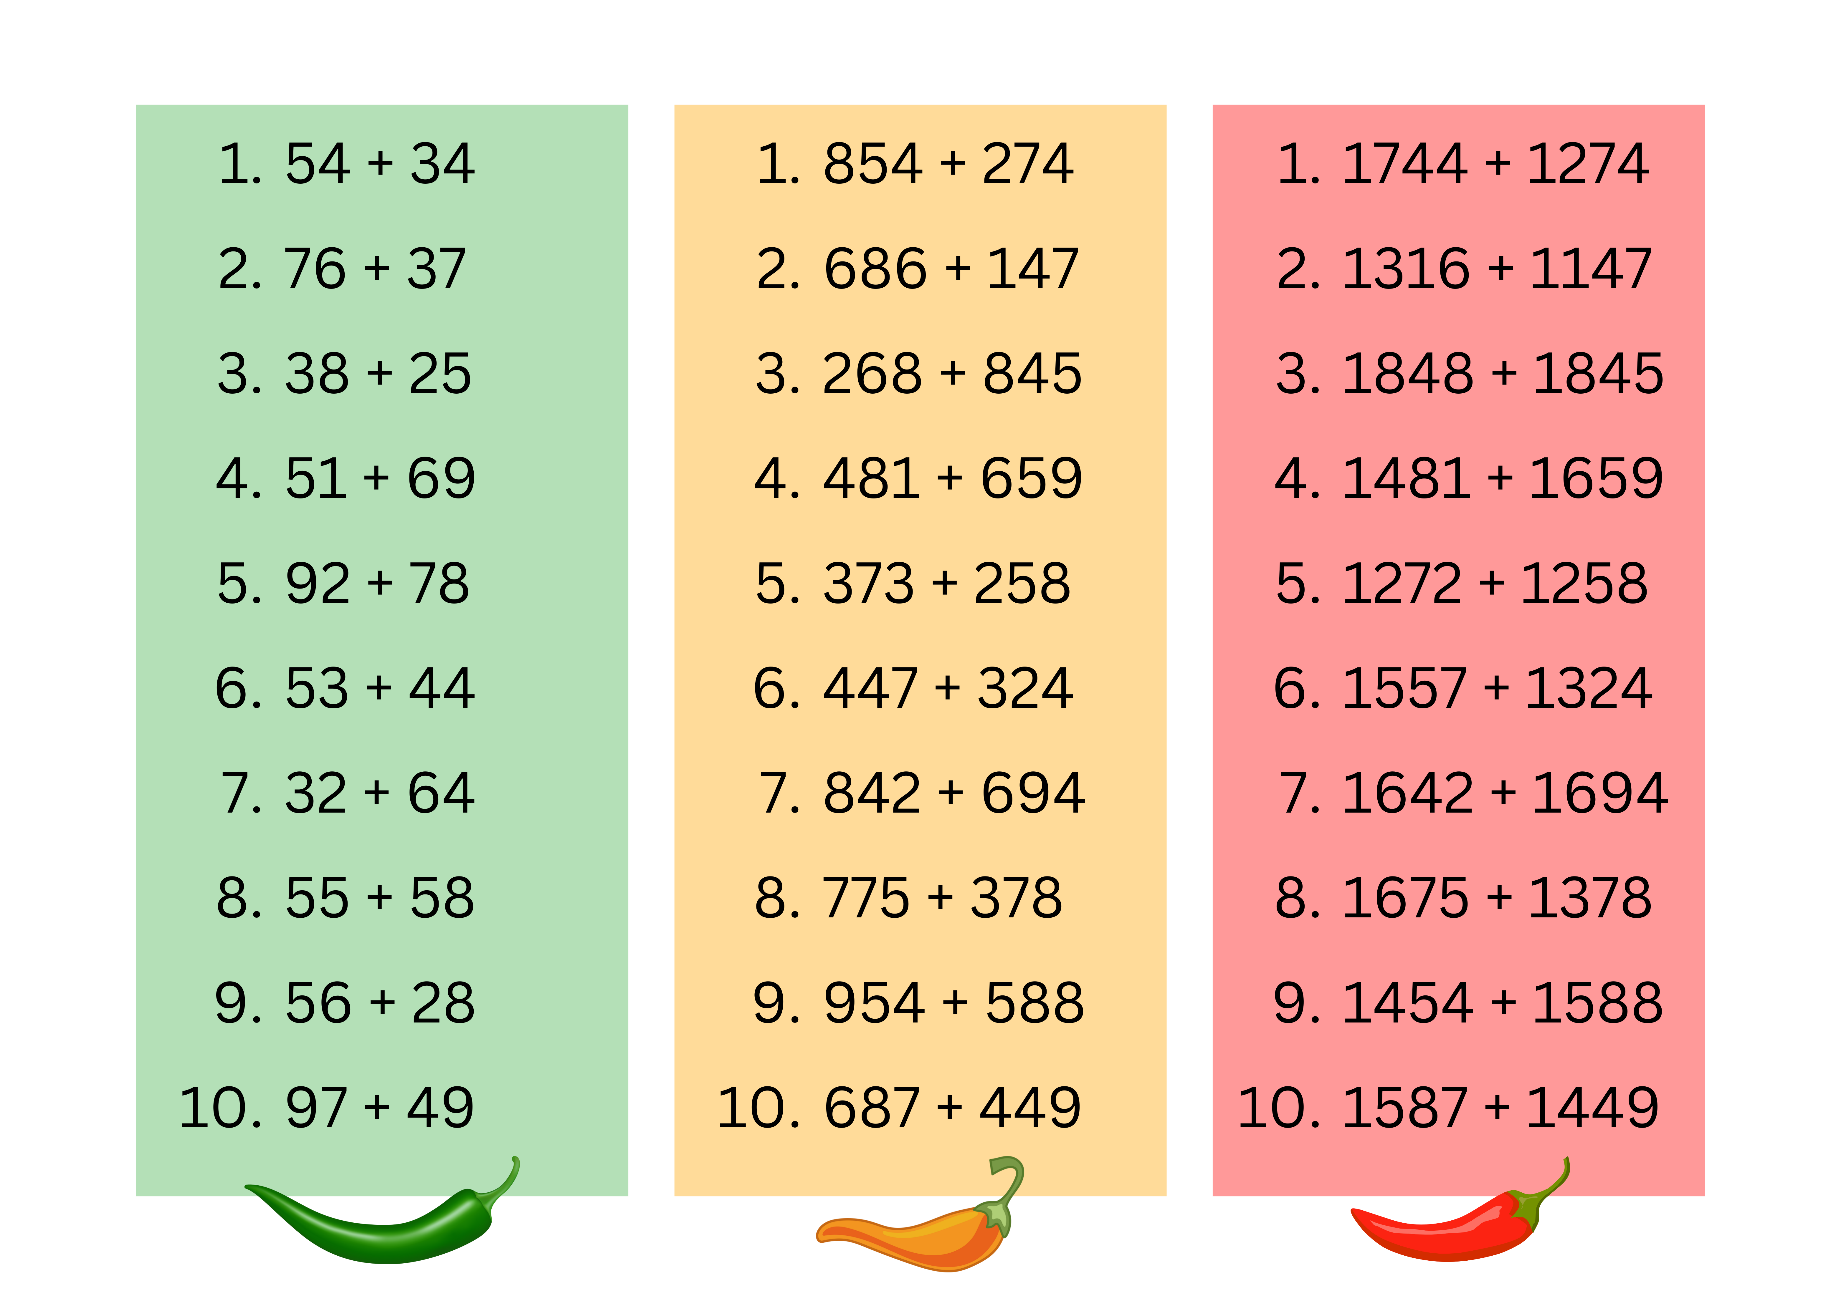 1. 54 + 34
2. 76 + 37
3. 38 + 25
4. 51 + 69
5. 92 + 78
6. 53 + 44
7. 32 + 64
8. 55 + 58
9. 56 + 28
10. 97 + 49
1. 854 + 274
2. 686 + 147
3. 268 + 845
4. 481 + 659
5. 373 + 258
6. 447 + 324
7. 842 + 694
8. 775 + 378
9. 954 + 588
10. 687 + 449
1. 1744 + 1274
2. 1316 + 1147
3. 1848 + 1845
4. 1481 + 1659
5. 1272 + 1258
6. 1557 + 1324
7. 1642 + 1694
8. 1675 + 1378
9. 1454 + 1588
10. 1587 + 1449